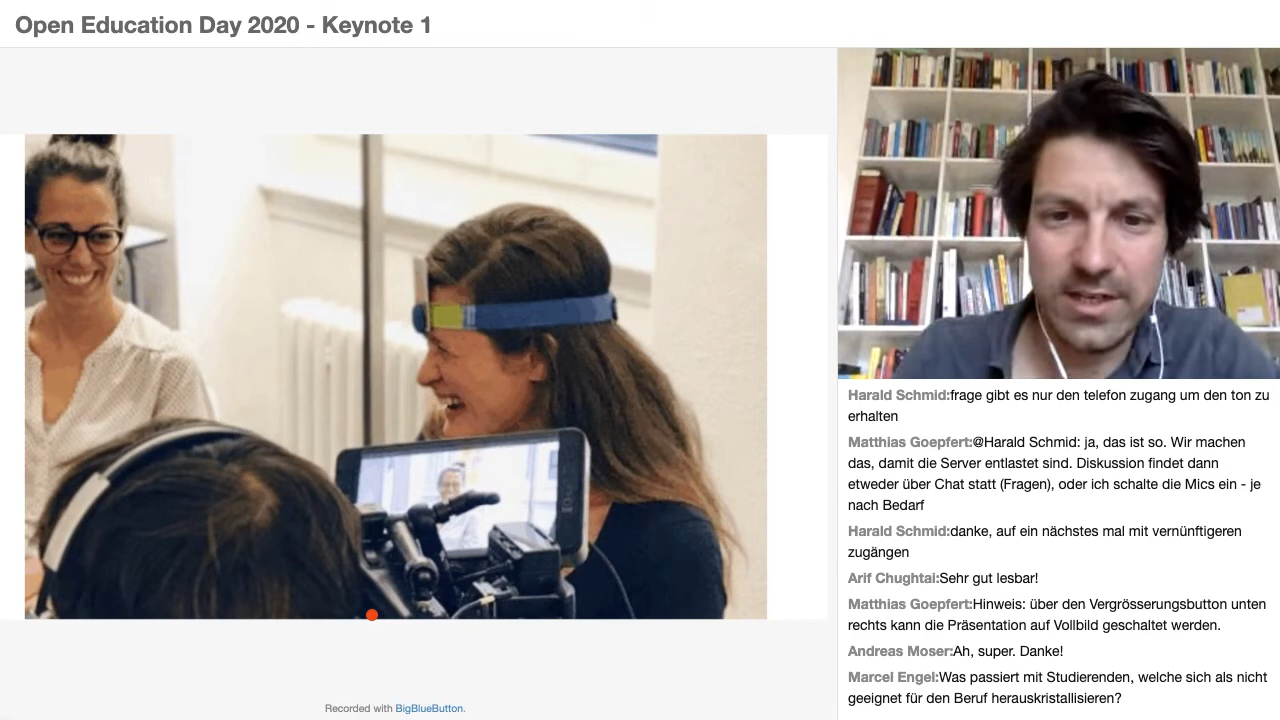 Open Education Day 2020 - Keynote 1
Harald Schmid:frage gibt es nur den telefon zugang um den ton zu
erhalten
Matthias Goepfert:@Harald Schmid: ja, das ist so. Wir machen
das, damit die Server entlastet sind. Diskussion findet dann
etweder über Chat statt (Fragen), oder ich schalte die Mics ein - je
nach Bedarf
Harald Schmid:danke, auf ein nächstes mal mit vernünftigeren
zugängen
Arif Chughtai:Sehr gut lesbar!
Matthias Goepfert:Hinweis: über den Vergrösserungsbutton unten
rechts kann die Präsentation auf Vollbild geschaltet werden.
Andreas Moser:Ah, super. Danke!
Marcel Engel:Was passiert mit Studierenden, welche sich als nicht
geeignet für den Beruf herauskristallisieren?
Recorded with BigBlueButton.